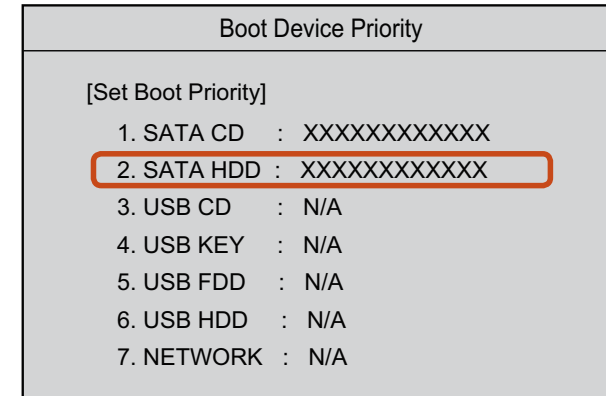 Boot Device Priority
[Set Boot Priority]
1. SATA CD : XXXXXXXXXXXX
2. SATA HDD : XXXXXXXXXXXX
3. USB CD : N/A
4. USB KEY : N/A
5. USB FDD : N/A
6. USB HDD : N/A
7. NETWORK : N/A